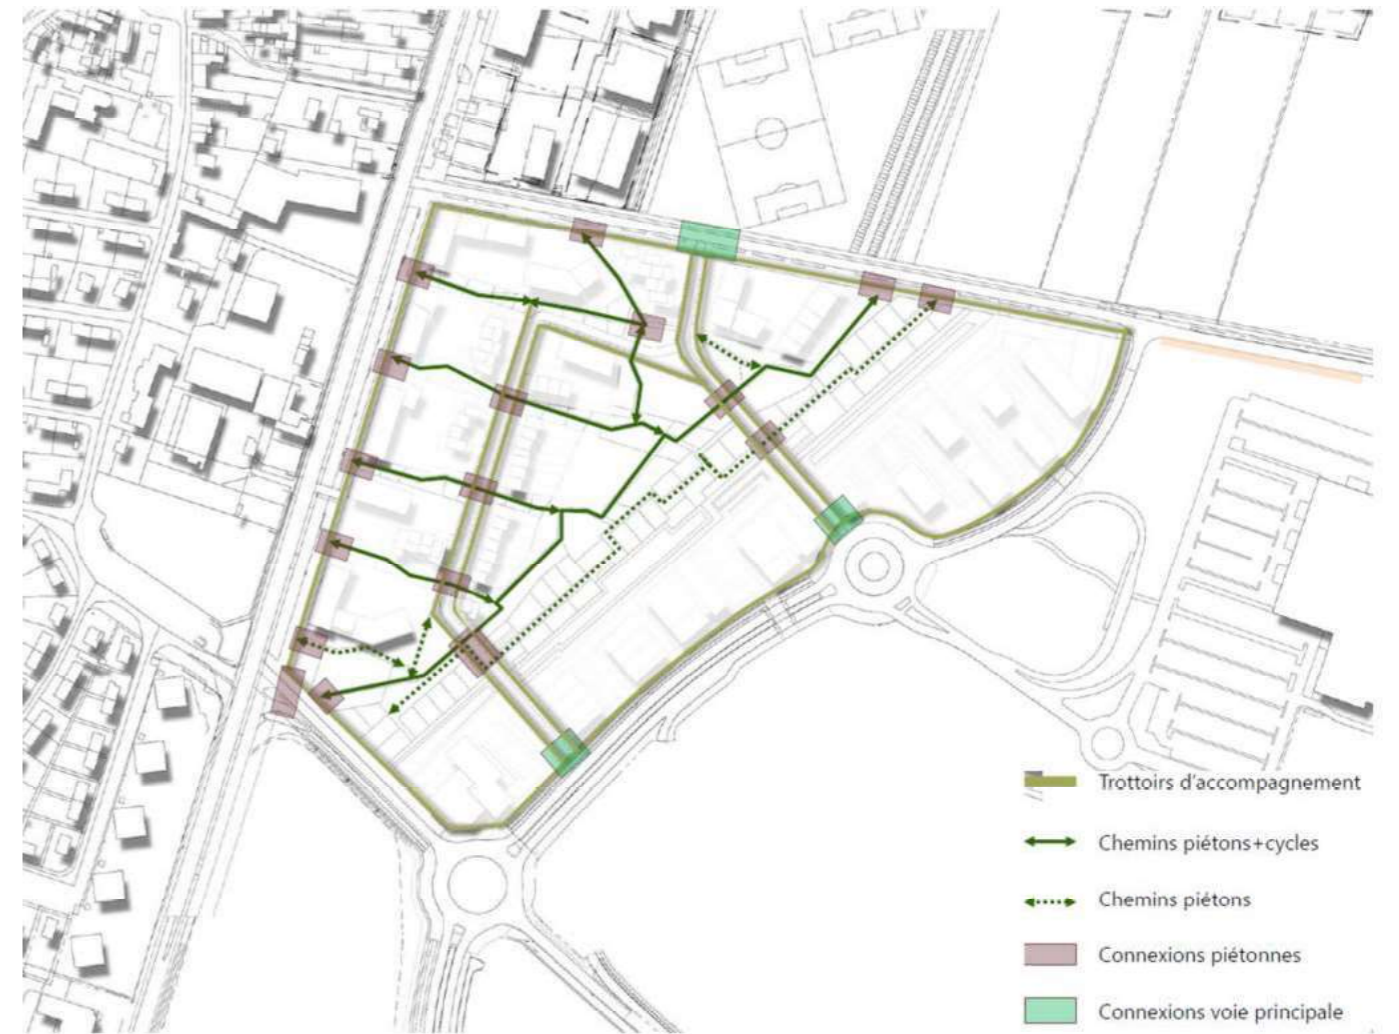 Trottoirs d'accompagnement
Chemins piétons+cycles
Chemins piétons
Connexions piétonnes
Connexions voie principale